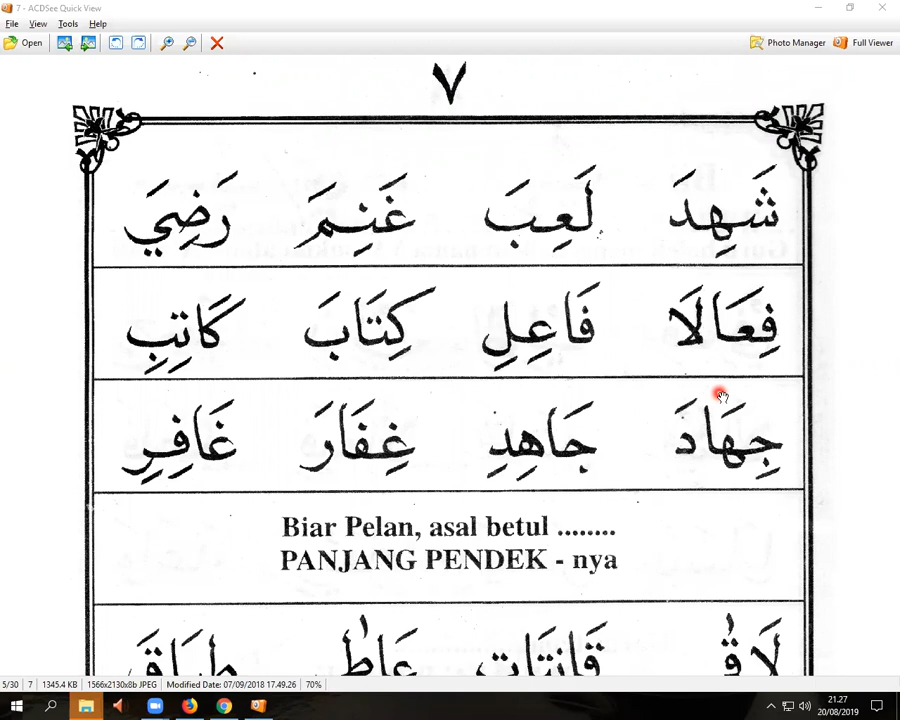 7 - ACDSee Quick View
File View Tools Help
Open Photo Manager Full Viewer
٧
شَهِدَ لَعِبَ غَنِمَ رَضِيَ
فِعَالَا فَاعِلِ كِتَابَ كَاتِبِ
جِهَادَ جَاهِدِ غِفَارَ غَافِرِ
Biar Pelan, asal betul ........
PANJANG PENDEK - nya
5/30 7 1345.4 KB 1566x2130x8b JPEG Modified Date: 07/09/2018 17.49.26 70%
21.27
20/08/2019